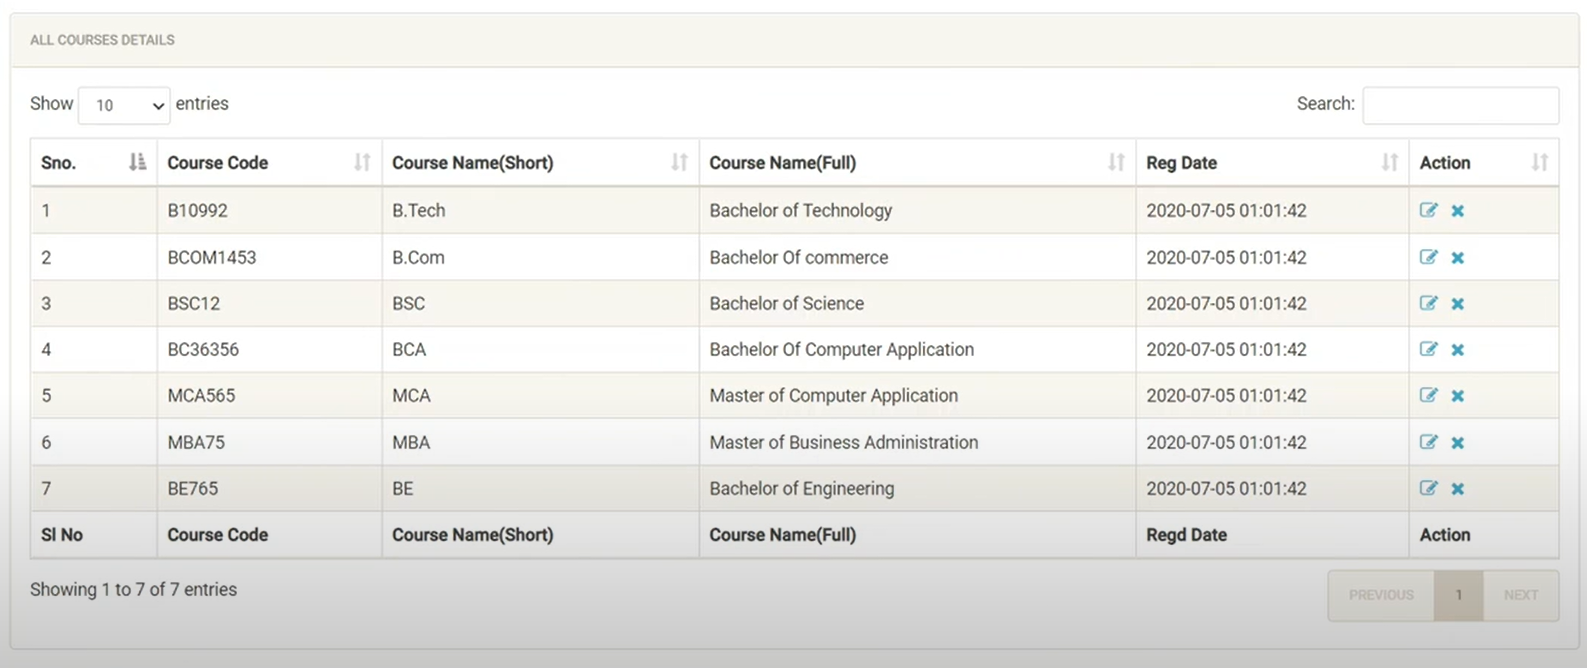 ALL COURSES DETAILS
Show 10 entries Search:
Sno. Course Code Course Name(Short) Course Name(Full) Reg Date Action
1 B10992 B.Tech Bachelor of Technology 2020-07-05 01:01:42
2 BCOM1453 B.Com Bachelor Of commerce 2020-07-05 01:01:42
3 BSC12 BSC Bachelor of Science 2020-07-05 01:01:42
4 BC36356 BCA Bachelor Of Computer Application 2020-07-05 01:01:42
5 MCA565 MCA Master of Computer Application 2020-07-05 01:01:42
6 MBA75 MBA Master of Business Administration 2020-07-05 01:01:42
7 BE765 BE Bachelor of Engineering 2020-07-05 01:01:42
Sl No Course Code Course Name(Short) Course Name(Full) Regd Date Action
Showing 1 to 7 of 7 entries PREVIOUS 1 NEXT